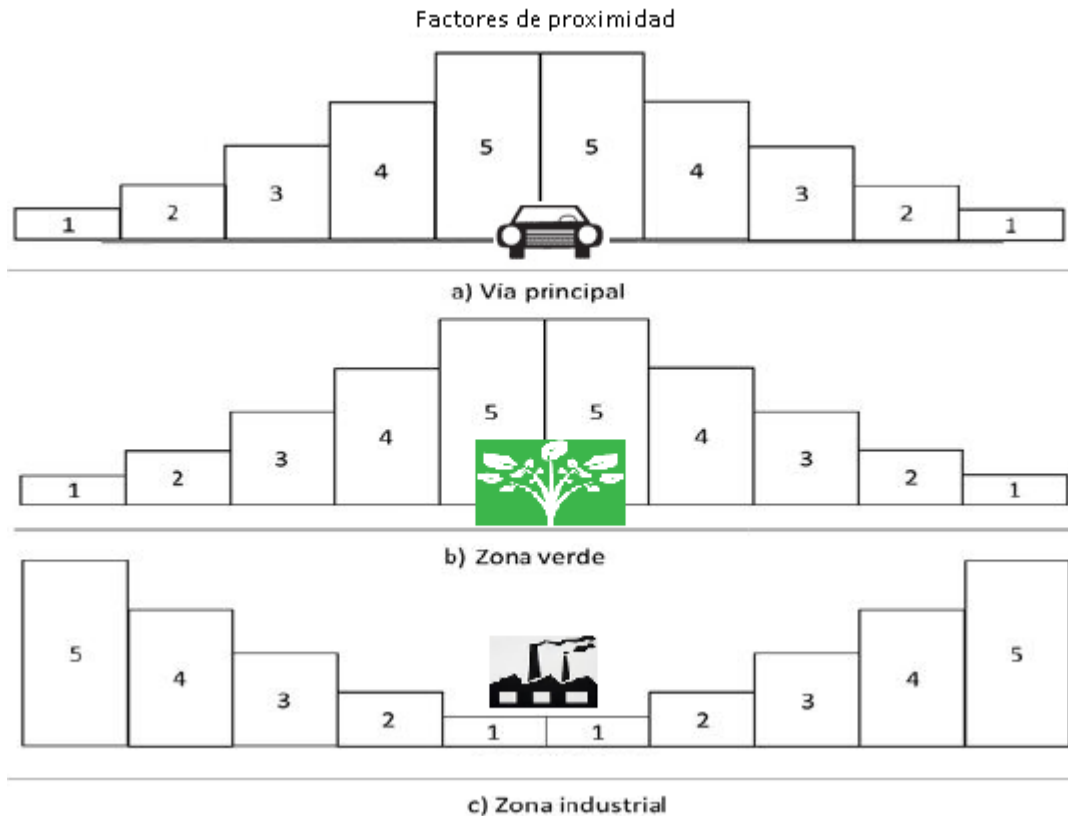 Factores de proximidad
1 2 3 4 5 5 4 3 2 1
a) Vía principal
1 2 3 4 5 5 4 3 2 1
b) Zona verde
5 4 3 2 1 1 2 3 4 5
c) Zona industrial